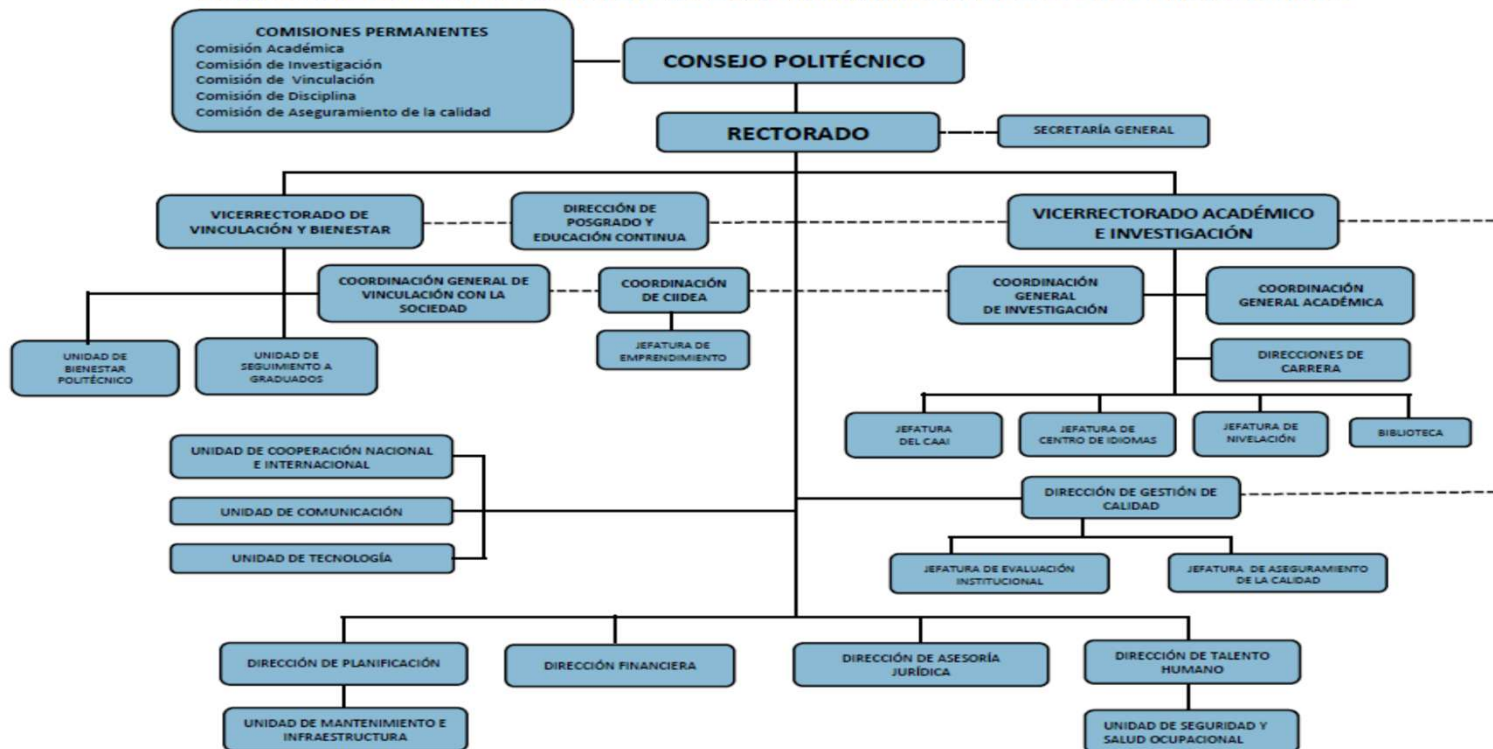 COMISIONES PERMANENTES
Comisión Académica
Comisión de Investigación
Comisión de Vinculación
Comisión de Disciplina
Comisión de Aseguramiento de la calidad
CONSEJO POLITÉCNICO
RECTORADO
SECRETARÍA GENERAL
VICERRECTORADO DE
VINCULACIÓN Y BIENESTAR
DIRECCIÓN DE
POSGRADO Y
EDUCACIÓN CONTINUA
VICERRECTORADO ACADÉMICO
E INVESTIGACIÓN
COORDINACIÓN GENERAL DE
VINCULACIÓN CON LA
SOCIEDAD
COORDINACIÓN
DE CIIDEA
COORDINACIÓN
GENERAL
DE INVESTIGACIÓN
COORDINACIÓN
GENERAL ACADÉMICA
UNIDAD DE
BIENESTAR
POLITÉCNICO
UNIDAD DE
SEGUIMIENTO A
GRADUADOS
JEFATURA DE
EMPRENDIMIENTO
DIRECCIONES DE
CARRERA
JEFATURA
DEL CAAI
JEFATURA DE
CENTRO DE IDIOMAS
JEFATURA DE
NIVELACIÓN
BIBLIOTECA
UNIDAD DE COOPERACIÓN NACIONAL
E INTERNACIONAL
UNIDAD DE COMUNICACIÓN
UNIDAD DE TECNOLOGÍA
DIRECCIÓN DE GESTIÓN DE
CALIDAD
JEFATURA DE EVALUACIÓN
INSTITUCIONAL
JEFATURA DE ASEGURAMIENTO
DE LA CALIDAD
DIRECCIÓN DE PLANIFICACIÓN
DIRECCIÓN FINANCIERA
DIRECCIÓN DE ASESORÍA
JURÍDICA
DIRECCIÓN DE TALENTO
HUMANO
UNIDAD DE MANTENIMIENTO E
INFRAESTRUCTURA
UNIDAD DE SEGURIDAD Y
SALUD OCUPACIONAL